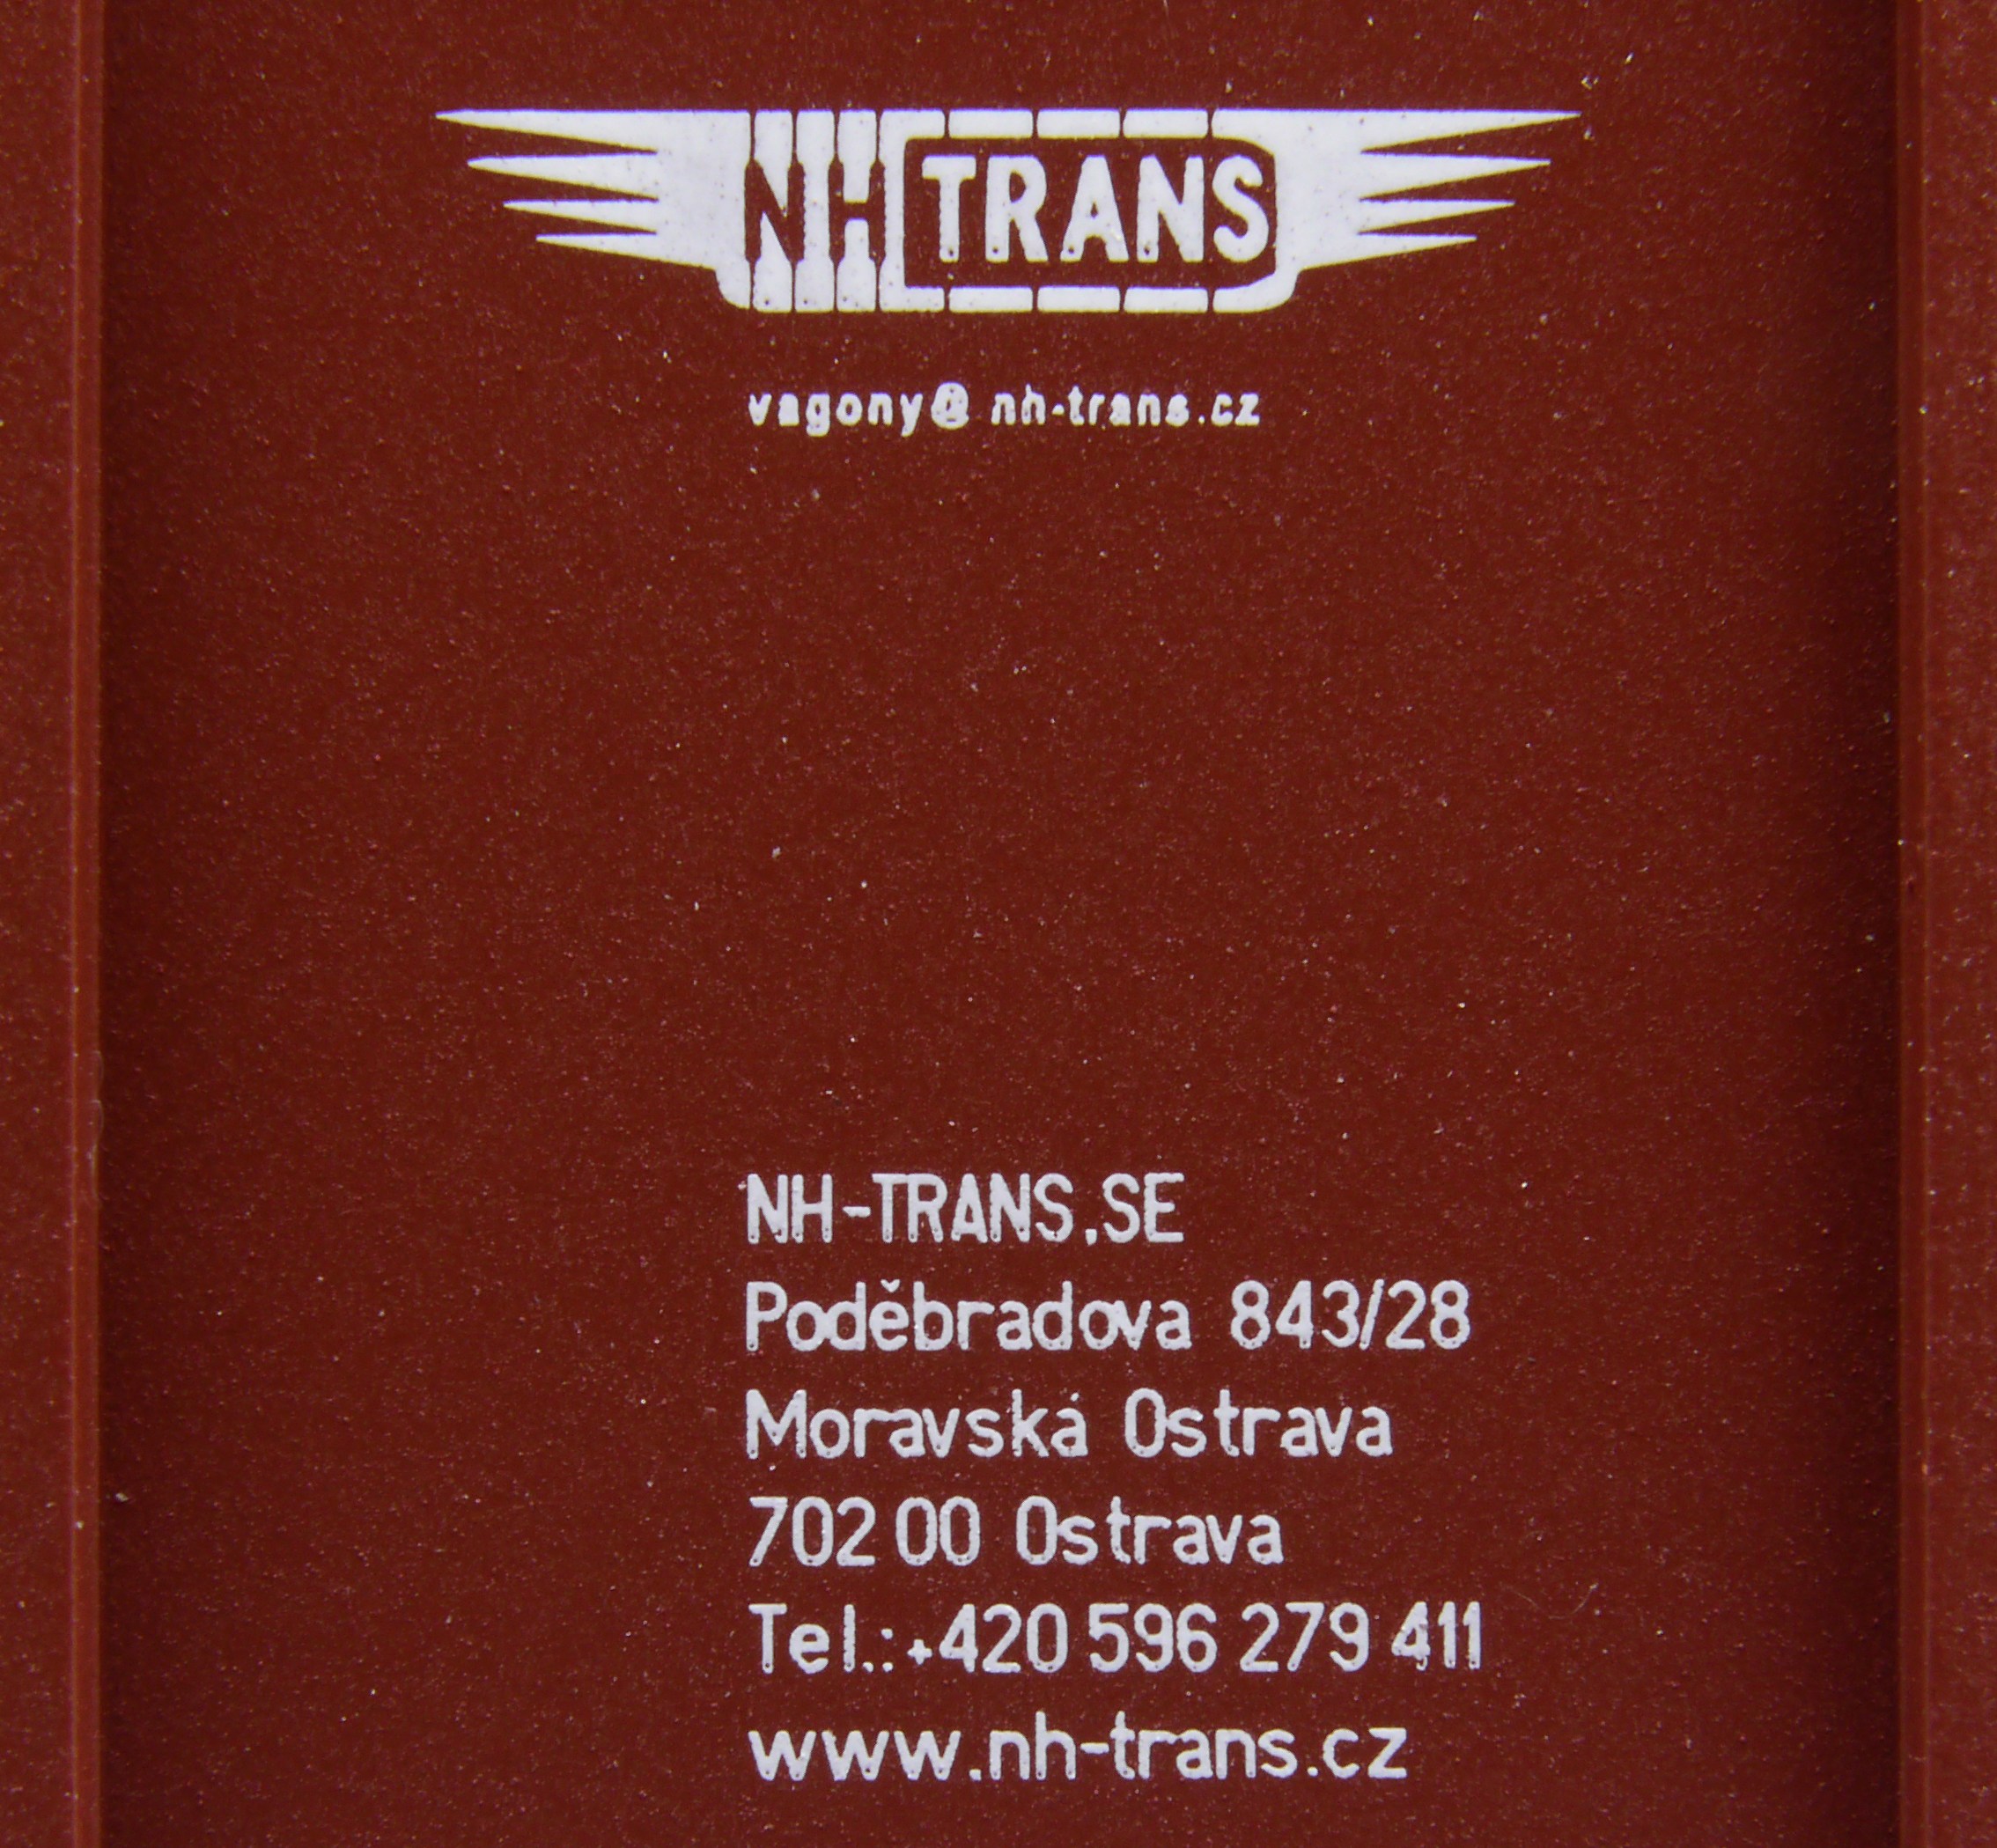 NH TRANS
vagony@ nh-trans.cz
NH-TRANS,SE
Poděbradova 843/28
Moravská Ostrava
702 00 Ostrava
Tel.:+420 596 279 411
www.nh-trans.cz